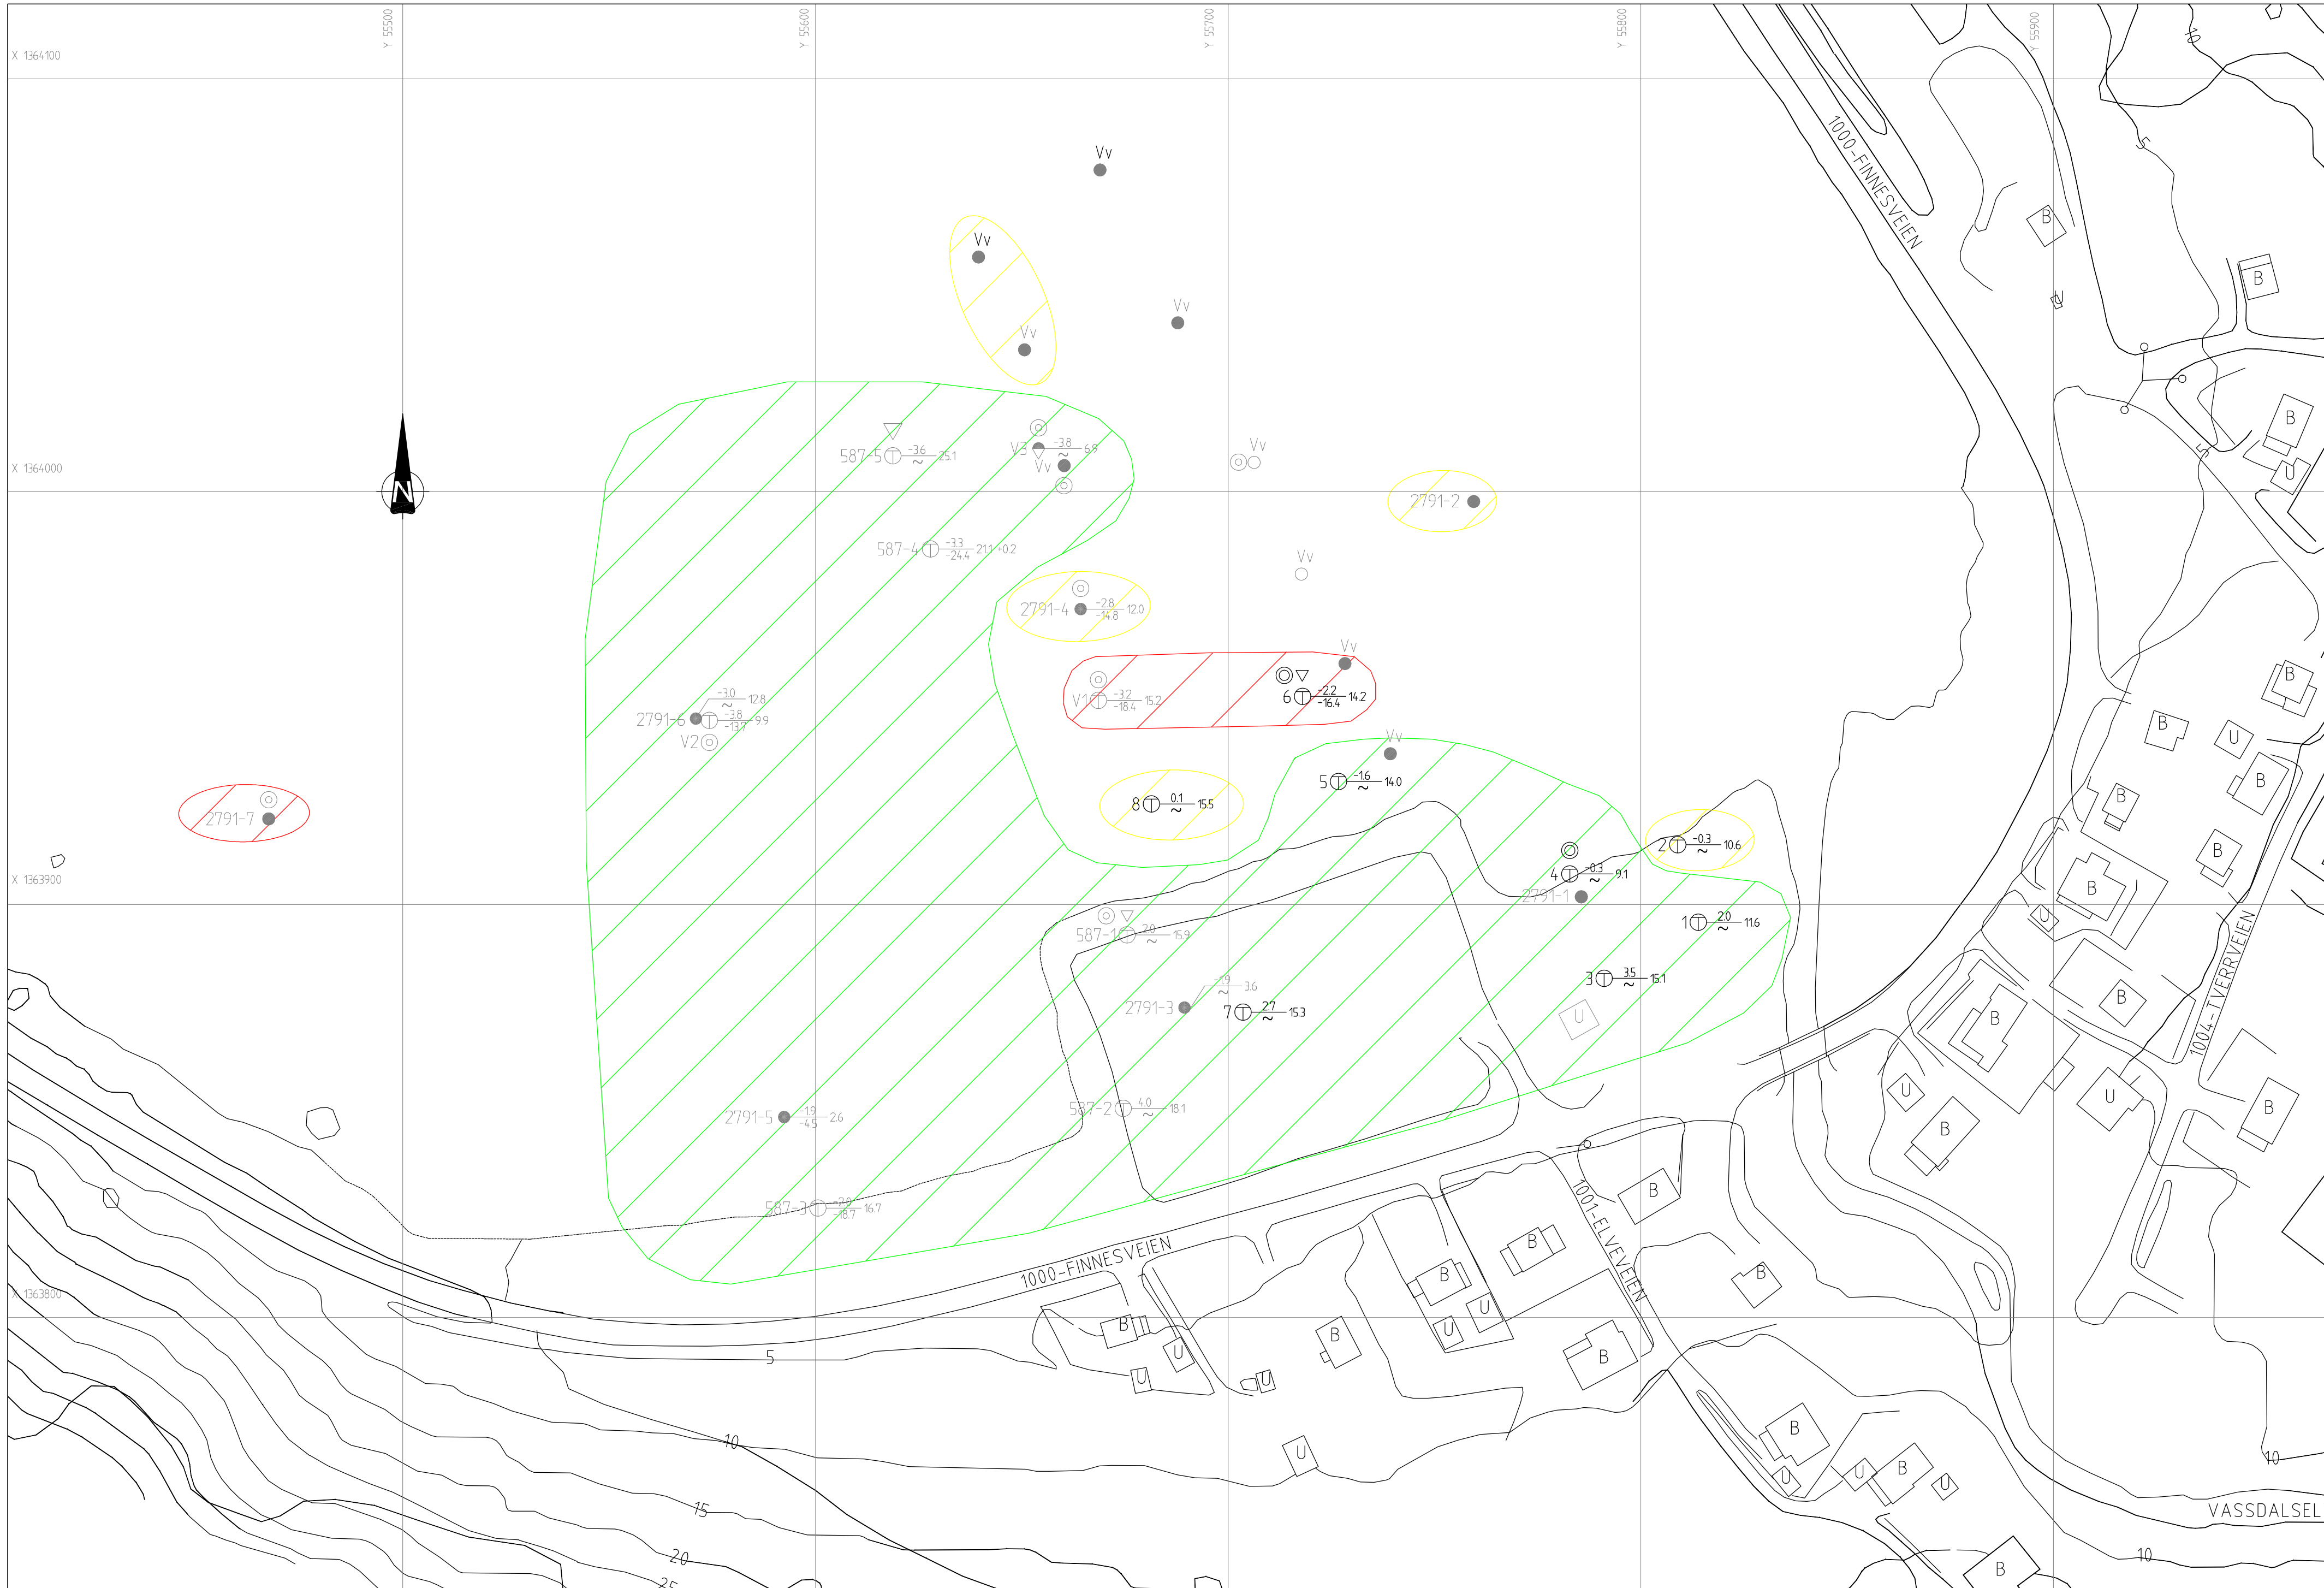 Y 55500
Y 55600
Y 55700
Y 55800
Y 55900
X 1364100
10
5
1000-FINNESVEIEN
Vv
Vv
B
B
U
Vv
Vv
B
5
U
587-5 -3.6 ~ 25.1
V3 -3.8 ~ 6.9
Vv
Vv
X 1364000
N
2791-2
587-4 -3.3 -24.4 21.1 +0.2
Vv
2791-4 -2.8 -14.8 12.0
Vv
V1 -3.2 -18.4 15.2
6 -2.2 -16.4 14.2
B
2791-6 -3.0 ~ 12.8
-3.8 -13.7 9.9
V2
B
U
Vv
5 -1.6 ~ 14.0
B
8 0.1 ~ 15.5
B
2791-7
2 -0.3 ~ 10.6
B
X 1363900
4 -0.3 ~ 9.1
2791-1
B
U
1 2.0 ~ 11.6
587-1 ~ 15.9
1004-TVERRVEIEN
3 3.5 ~ 15.1
2791-3 -1.9 ~ 3.6
7 2.7 ~ 15.3
U
B
B
U
U
B
B
2791-5 -1.9 -4.5 2.6
587-2 4.0 ~ 18.1
587-3 -18.7 16.7
B
1001-ELVEVEIEN
B
1000-FINNESVEIEN
B
B
X 1363800
B
U
U
U
B
B
U
U
5
10
B
U
B
U
U
U
10
15
VASSDALSEL
20
10
25
B